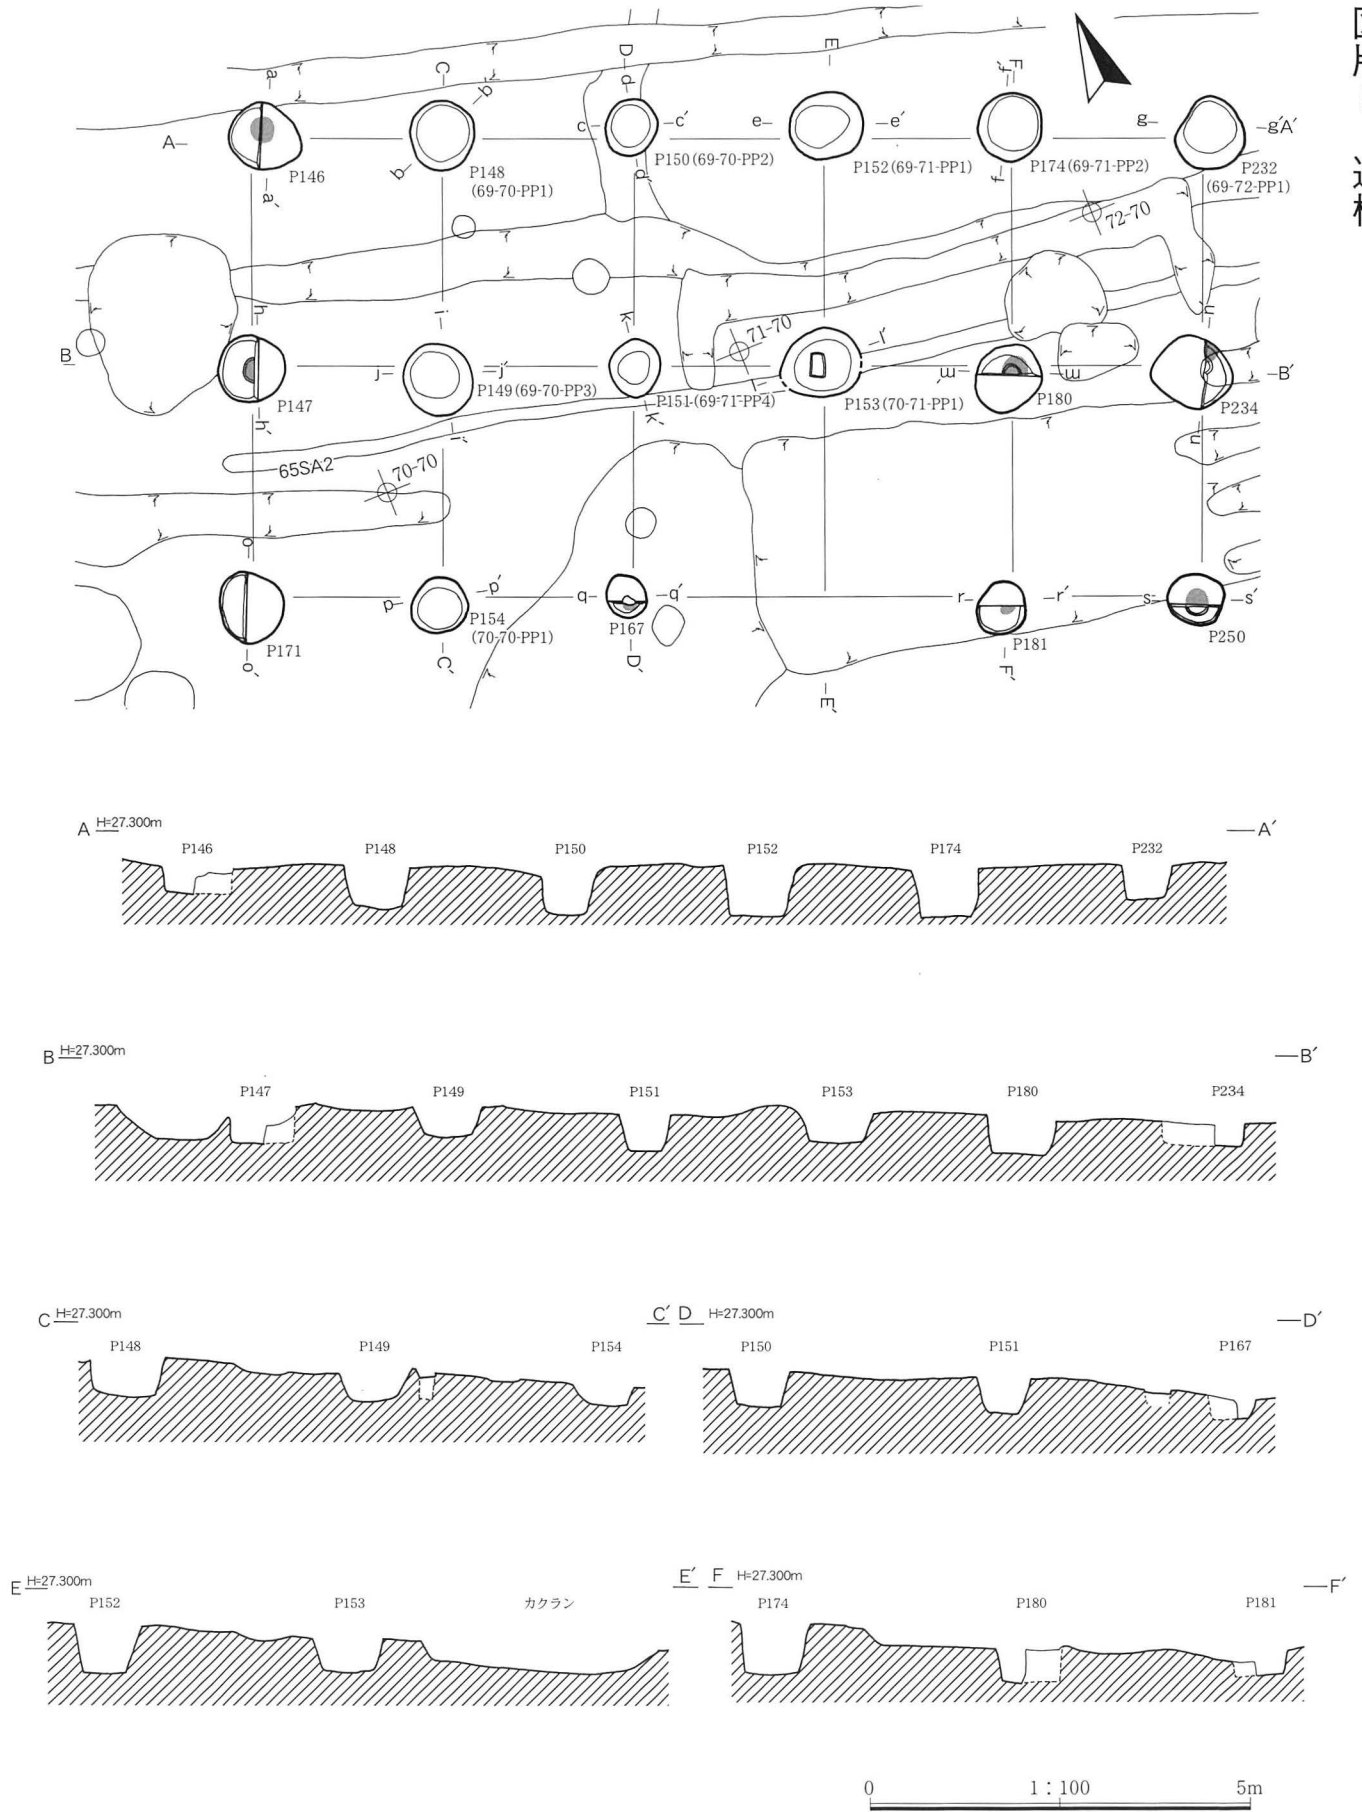 D E F
a C q d f´
A c c´ e e´ g g´ A´
P146 P148 P150(69-70-PP2) P152(69-71-PP1) P174(69-71-PP2) P232
(69-70-PP1) (69-72-PP1)
a´ q d´ f
72-70
h i k u´
71-70
B j j´ l l´ m´ m B´
P147 P149(69-70-PP3) P151(69-71-PP4) P153(70-71-PP1) P180 P234
h´ i´ k´ u
65SA2 70-70
o
p p´ q q´ r r´ s s´
P171 P154 P167 P181 P250
(70-70-PP1)
o´ C´ D´ E´ F´
A H=27.300m A´
P146 P148 P150 P152 P174 P232
B H=27.300m B´
P147 P149 P151 P153 P180 P234
C H=27.300m C´ D H=27.300m D´
P148 P149 P154 P150 P151 P167
E H=27.300m E´ F H=27.300m F´
P152 P153 カクラン P174 P180 P181
0 1：100 5m